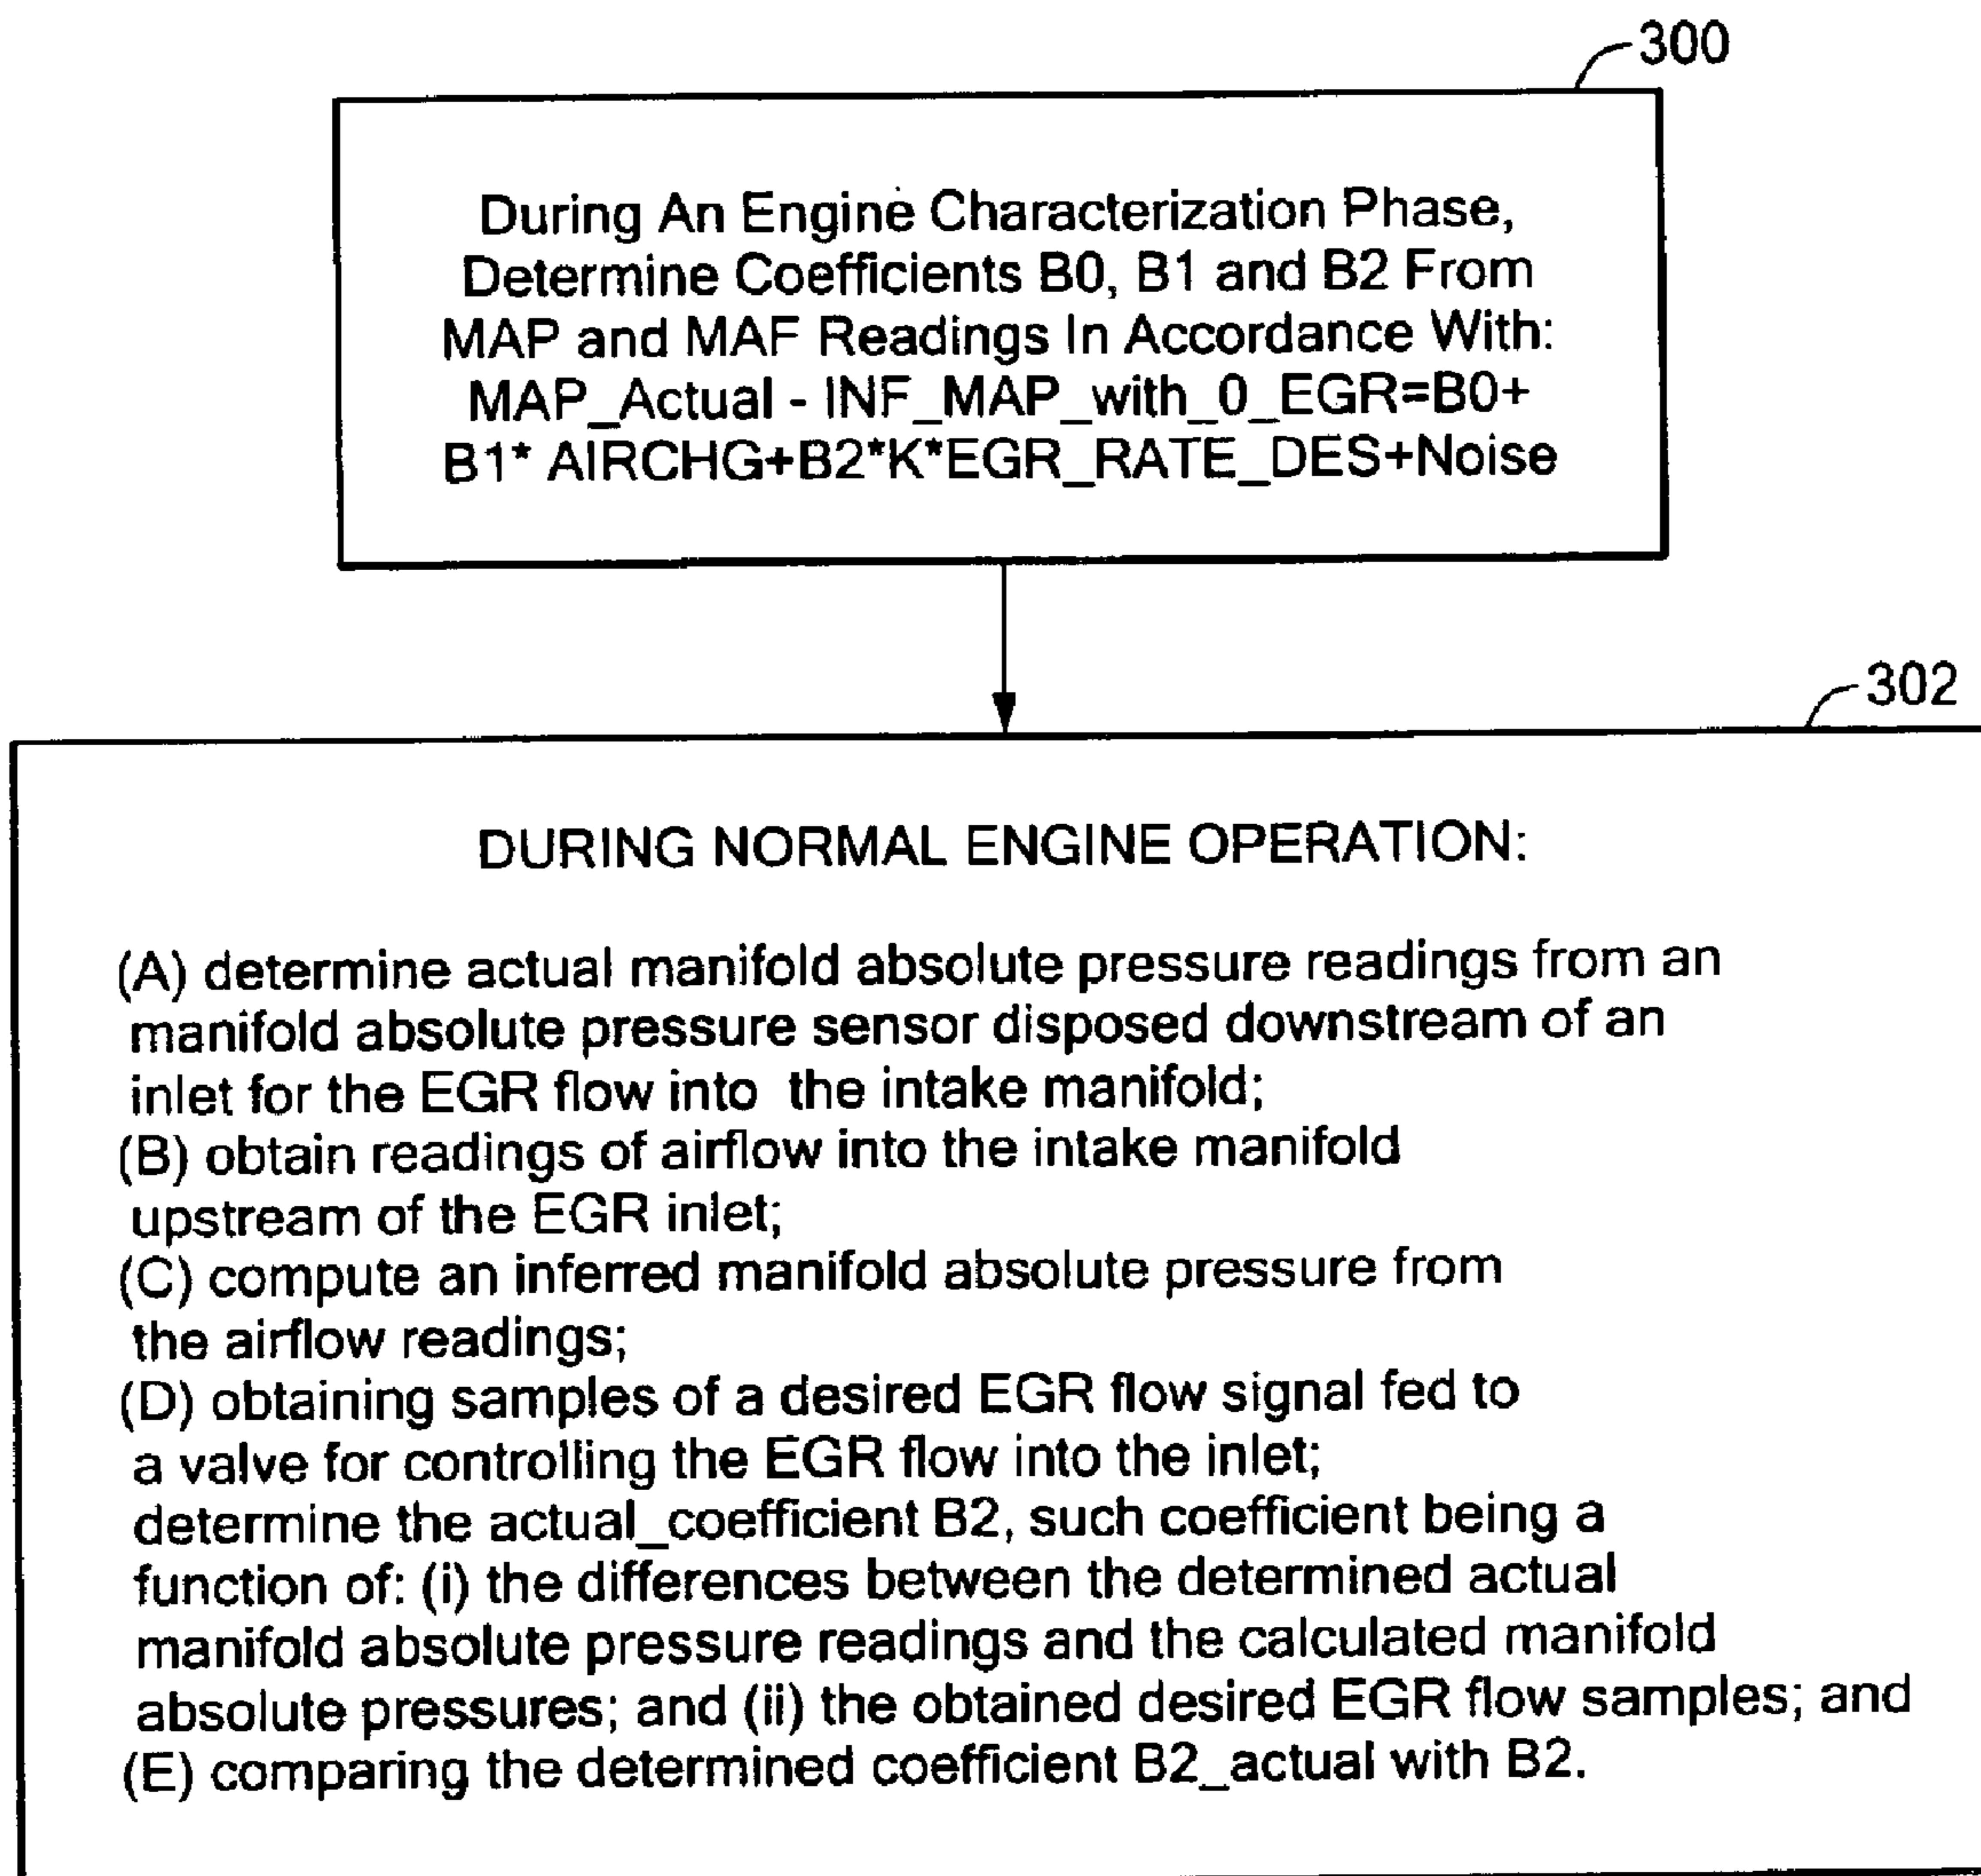 300
During An Engine Characterization Phase,
Determine Coefficients B0, B1 and B2 From
MAP and MAF Readings In Accordance With:
MAP_Actual - INF_MAP_with_0_EGR=B0+
B1* AIRCHG+B2*K*EGR_RATE_DES+Noise
302
DURING NORMAL ENGINE OPERATION:
(A) determine actual manifold absolute pressure readings from an
manifold absolute pressure sensor disposed downstream of an
inlet for the EGR flow into the intake manifold;
(B) obtain readings of airflow into the intake manifold
upstream of the EGR inlet;
(C) compute an inferred manifold absolute pressure from
the airflow readings;
(D) obtaining samples of a desired EGR flow signal fed to
a valve for controlling the EGR flow into the inlet;
determine the actual_coefficient B2, such coefficient being a
function of: (i) the differences between the determined actual
manifold absolute pressure readings and the calculated manifold
absolute pressures; and (ii) the obtained desired EGR flow samples; and
(E) comparing the determined coefficient B2_actual with B2.